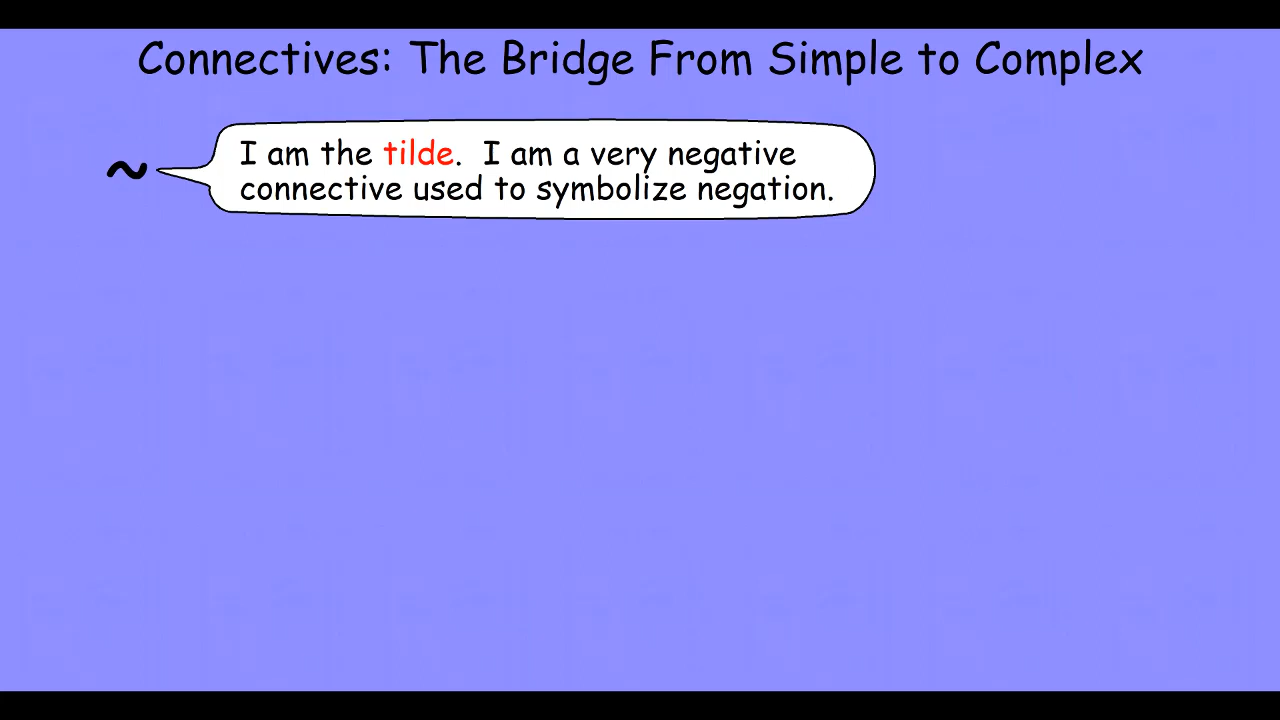 Connectives: The Bridge From Simple to Complex
~
I am the tilde. I am a very negative
connective used to symbolize negation.